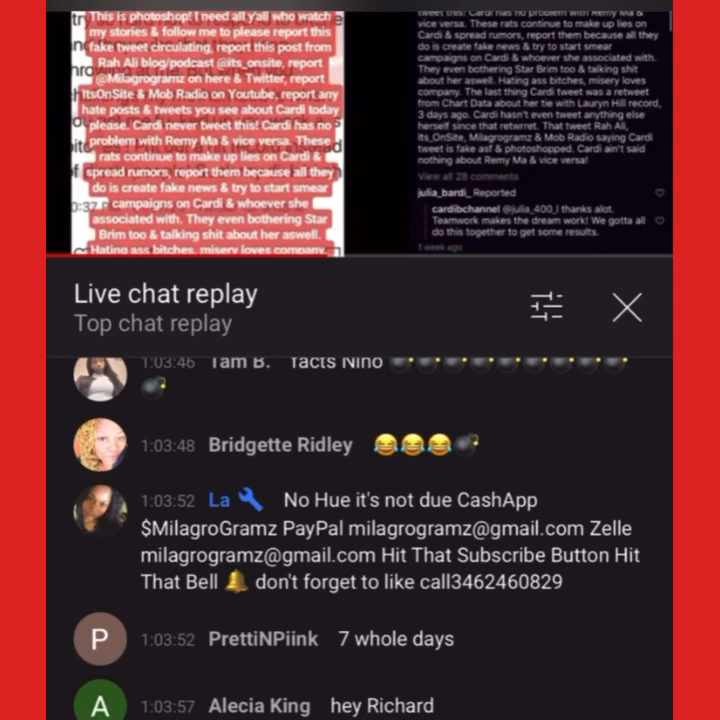 This is photoshop! I need all y'all who watch
my stories & follow me to please report this
fake tweet circulating, report this post from
Rah Ali blog/podcast @its_onsite, report
@Milagrogramz on here & Twitter, report
ItsOnSite & Mob Radio on Youtube, report any
hate posts & tweets you see about Cardi today
please. Cardi never tweet this! Cardi has no
problem with Remy Ma & vice versa. These
rats continue to make up lies on Cardi &
spread rumors, report them because all they
do is create fake news & try to start smear
campaigns on Cardi & whoever she
associated with. They even bothering Star
Brim too & talking shit about her aswell.
Hating ass bitches, misery loves company.
tweet this! Cardi has no problem with Remy Ma &
vice versa. These rats continue to make up lies on
Cardi & spread rumors, report them because all they
do is create fake news & try to start smear
campaigns on Cardi & whoever she associated with.
They even bothering Star Brim too & talking shit
about her aswell. Hating ass bitches, misery loves
company. The last thing Cardi tweet was a retweet
from Chart Data about her tie with Lauryn Hill record,
3 days ago. Cardi hasn't even tweet anything else
herself since that retwrret. That tweet Rah Ali,
Its_OnSite, Milagrogramz & Mob Radio saying Cardi
tweet is fake asf & photoshopped. Cardi ain't said
nothing about Remy Ma & vice versa!
View all 28 comments
julia_bardi_ Reported
cardibchannel @julia_400_l thanks alot.
Teamwork makes the dream work! We gotta all
do this together to get some results.
1 week ago
Live chat replay
Top chat replay
1:03:46 Tam B. facts Nino
1:03:48 Bridgette Ridley
1:03:52 La No Hue it's not due CashApp
$MilagroGramz PayPal milagrogramz@gmail.com Zelle
milagrogramz@gmail.com Hit That Subscribe Button Hit
That Bell 🔔 don't forget to like call3462460829
P 1:03:52 PrettiNPiink 7 whole days
A 1:03:57 Alecia King hey Richard